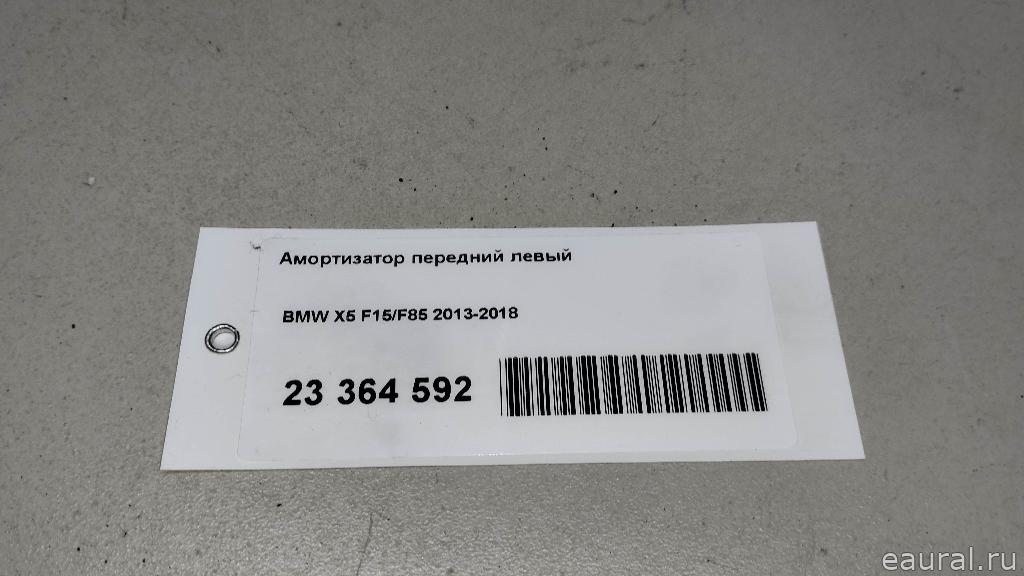 Амортизатор передний левый
BMW X5 F15/F85 2013-2018
23 364 592
eaural.ru